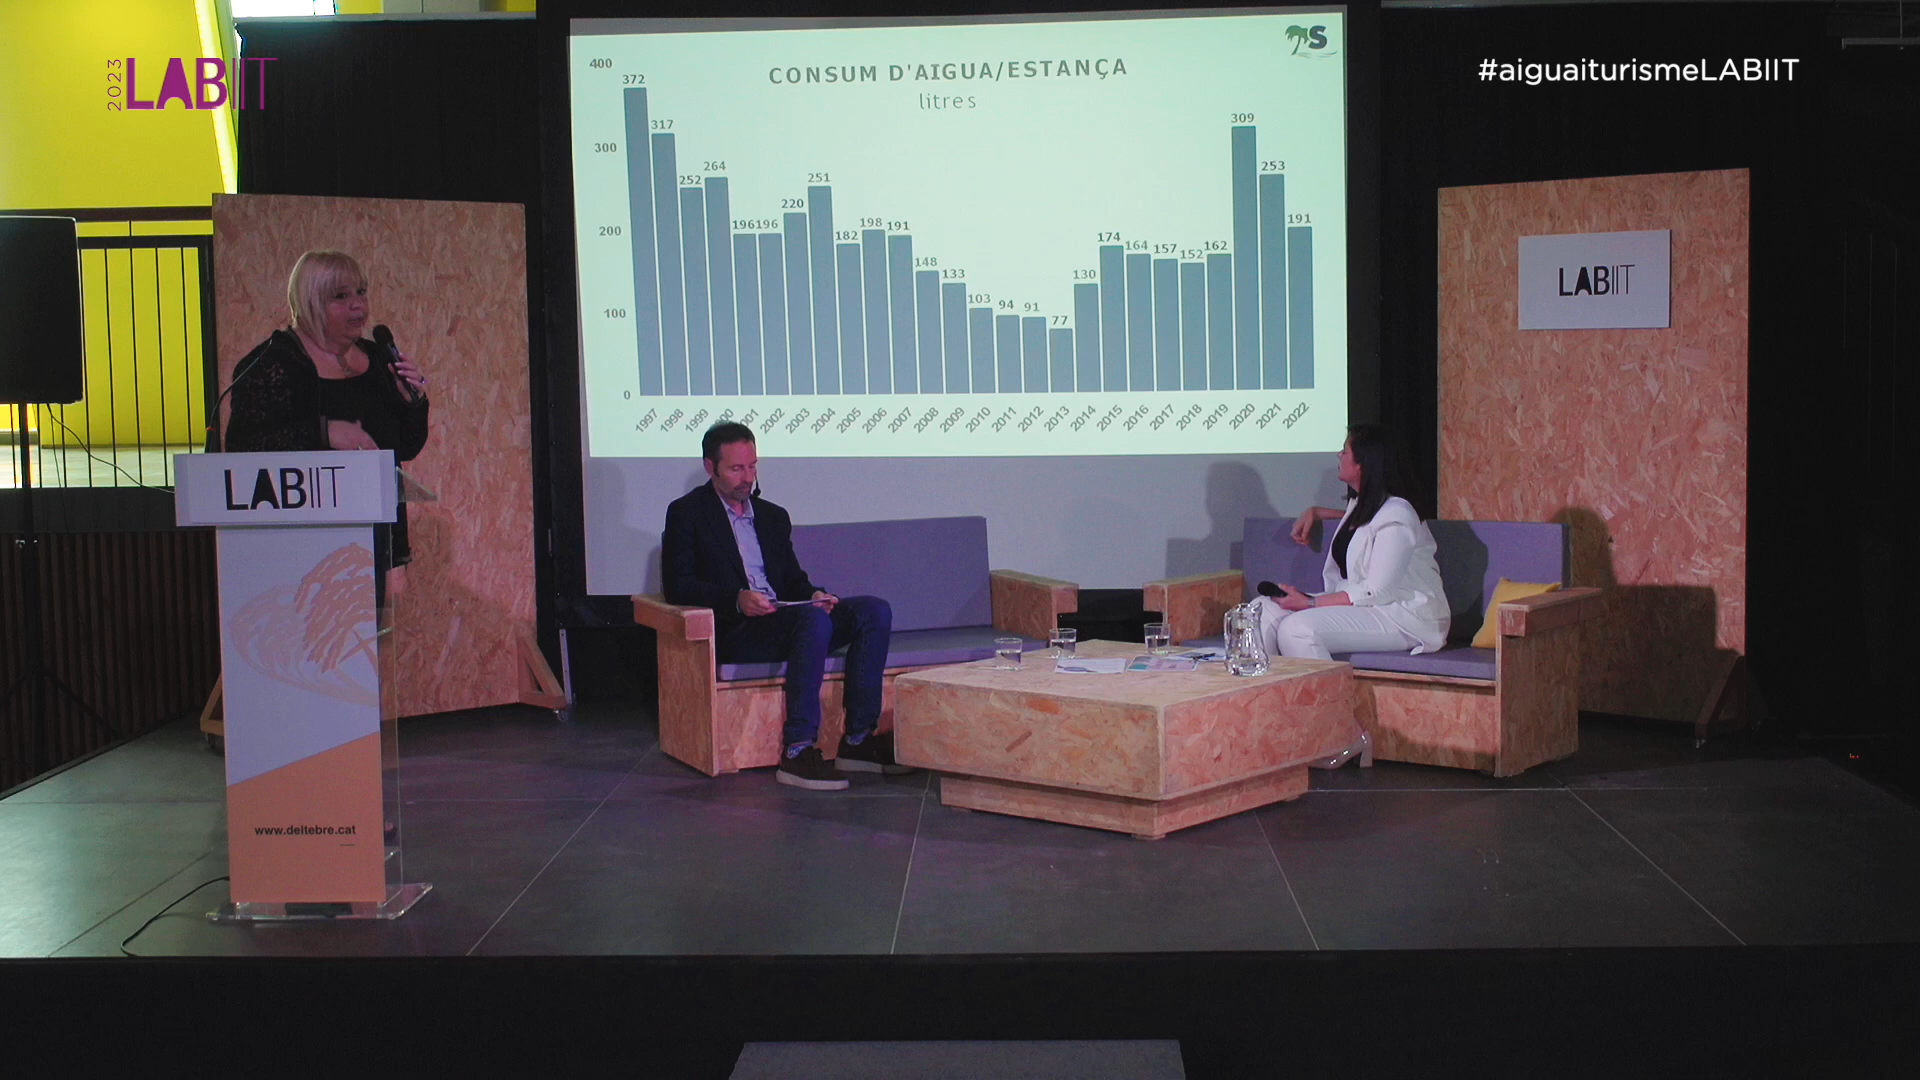 2023 LABIIT
#aiguaiturismeLABIIT
S
CONSUM D'AIGUA/ESTANÇA
litres
400
300
200
100
0
372 317 252 264 196 196 220 251 182 198 191 148 133 103 94 91 77 130 174 164 157 152 162 309 253 191
1997 1998 1999 000 001 2002 2003 2004 2005 2006 2007 2008 2009 2010 2011 2012 2013 2014 2015 2016 2017 2018 2019 2020 2021 2022
LABIIT
LABIIT
www.deltebre.cat